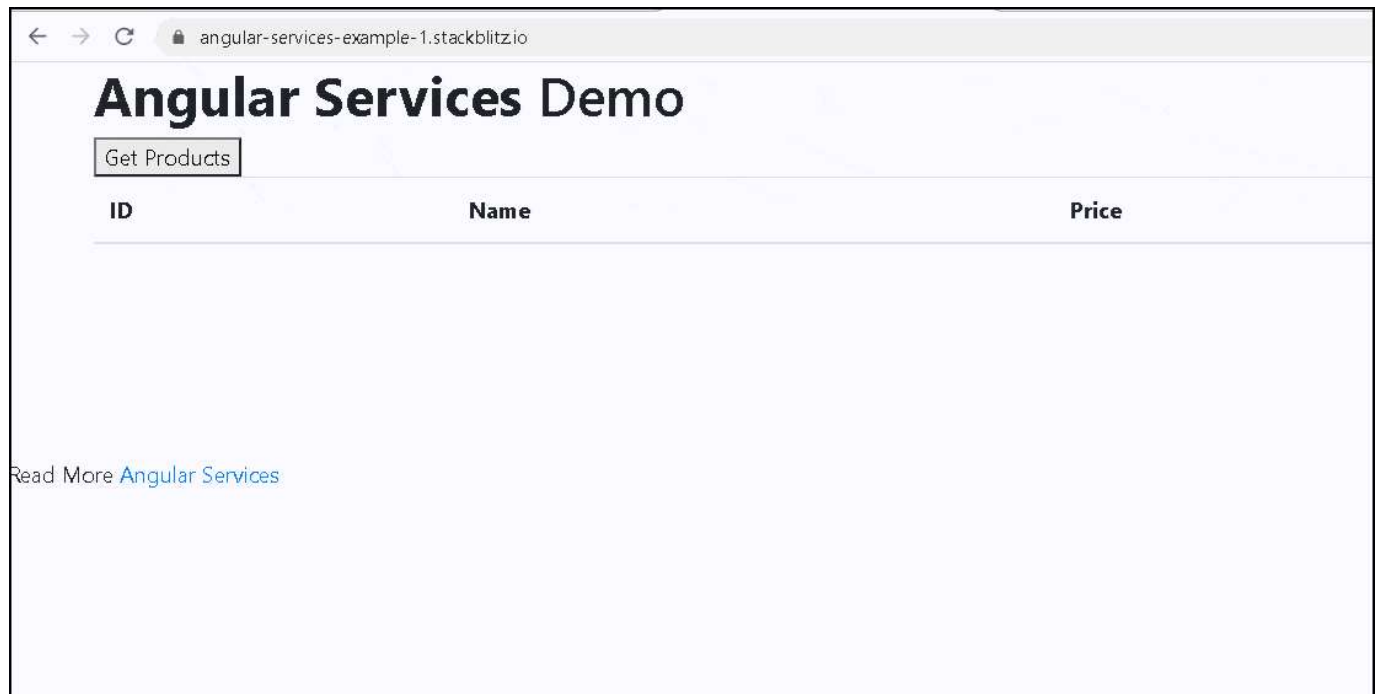 angular-services-example-1.stackblitz.io
Angular Services Demo
Get Products
ID Name Price
Read More Angular Services